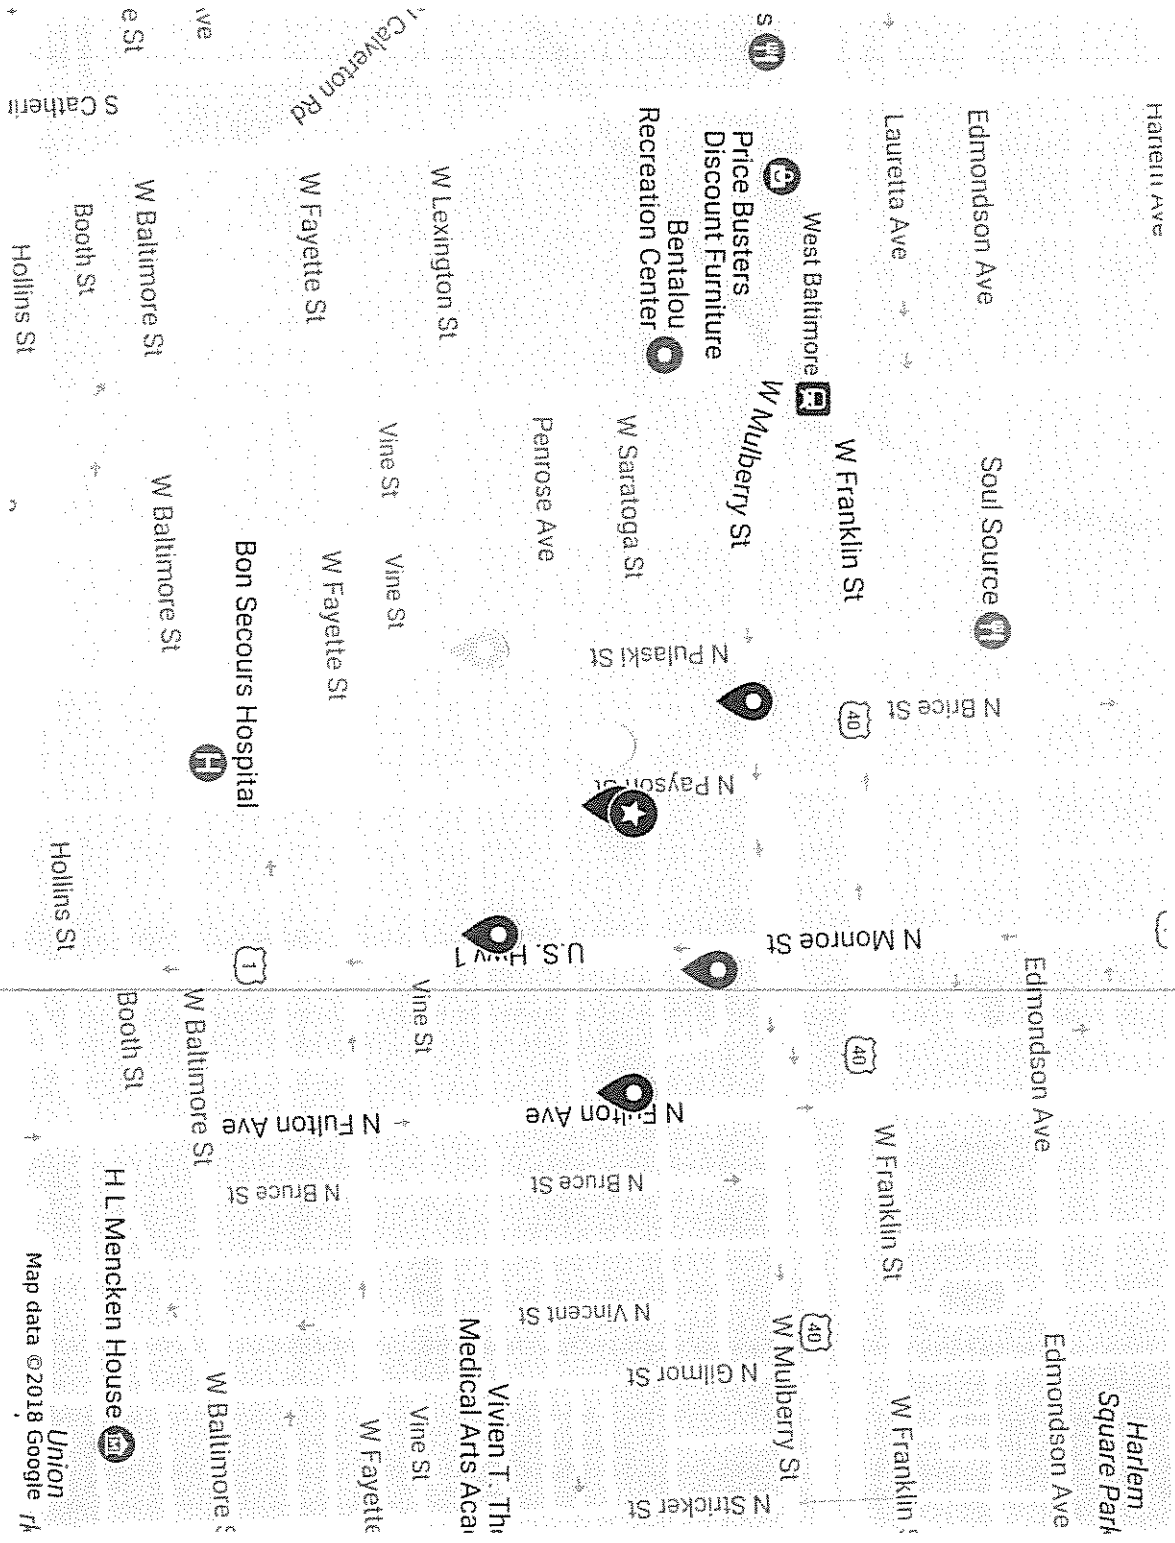 Harlem
Square Park
Edmondson Ave
Edmondson Ave
Soul Source
Edmondson Ave
Edmondson Ave
Lauretta Ave
W Franklin St
W Franklin St
W Franklin
N Brice St
40
40
40
N Monroe St
West Baltimore
W Mulberry St
W Mulberry St
Price Busters
Discount Furniture
Bentalou
Recreation Center
N Pulaski St
N Payson St
W Saratoga St
Penrose Ave
U.S. Hwy 1
N Fulton Ave
N Bruce St
N Vincent St
N Gilmor St
N Stricker St
Vivien T. Th
Medical Arts Aca
W Lexington St
Vine St
Vine St
Vine St
Vine St
Calverton Rd
W Fayette St
W Fayette St
W Fayette
N Fulton Ave
N Bruce St
Bon Secours Hospital
H
1
W Baltimore St
W Baltimore St
W Baltimore St
W Baltimore S
S Catheri
Booth St
Booth St
H L Mencken House
Hollins St
Hollins St
Union
Map data ©2018 Google